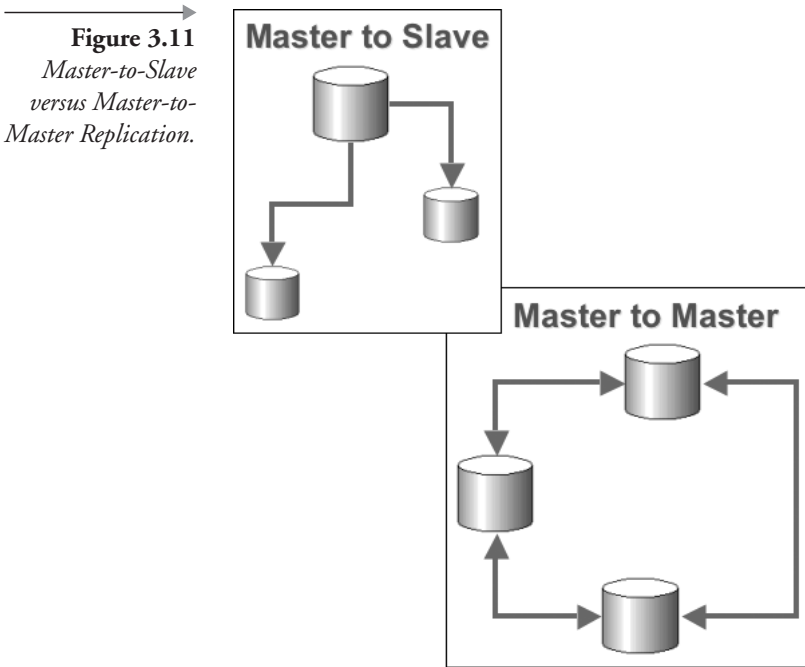 Figure 3.11
Master-to-Slave
versus Master-to-
Master Replication.
Master to Slave
Master to Master